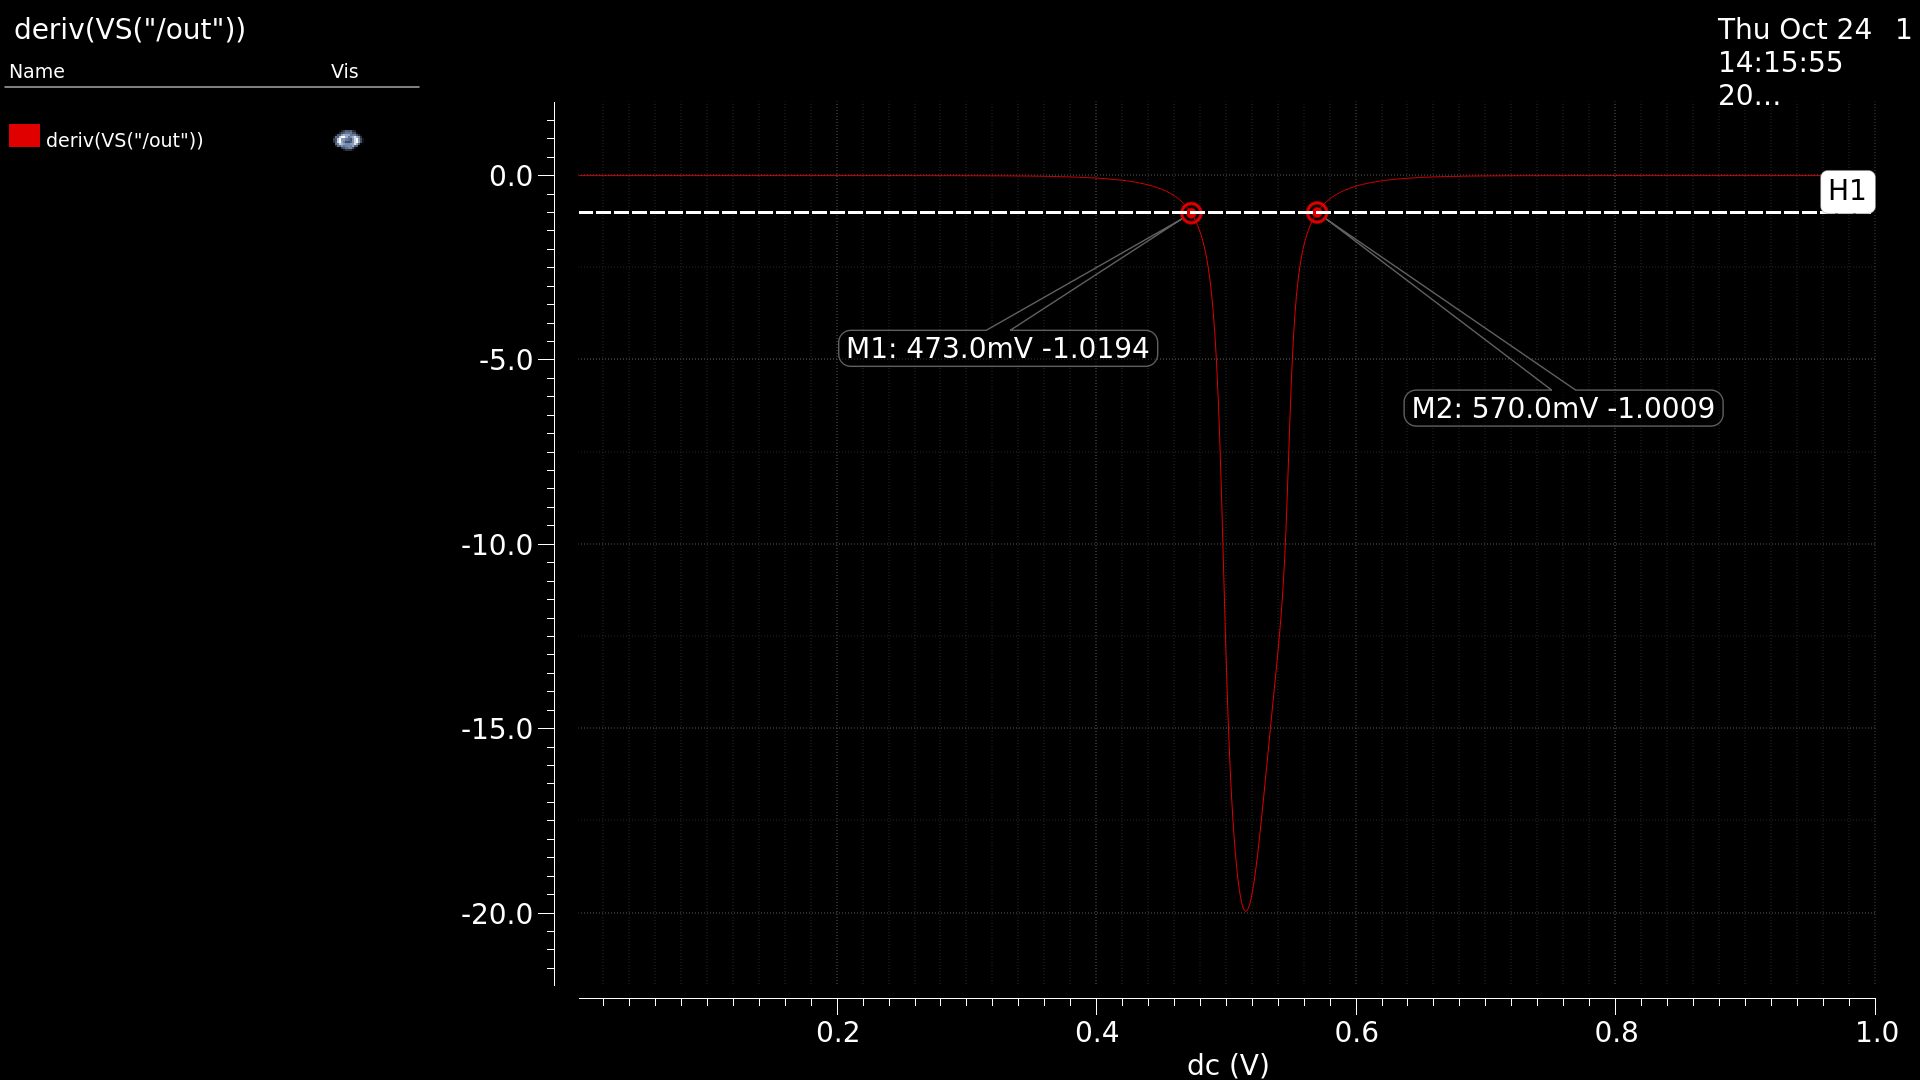 deriv(VS("/out"))
Thu Oct 24 1
14:15:55
20...
Name Vis
deriv(VS("/out"))
0.0
-5.0
-10.0
-15.0
-20.0
H1
M1: 473.0mV -1.0194
M2: 570.0mV -1.0009
0.2 0.4 0.6 0.8 1.0
dc (V)